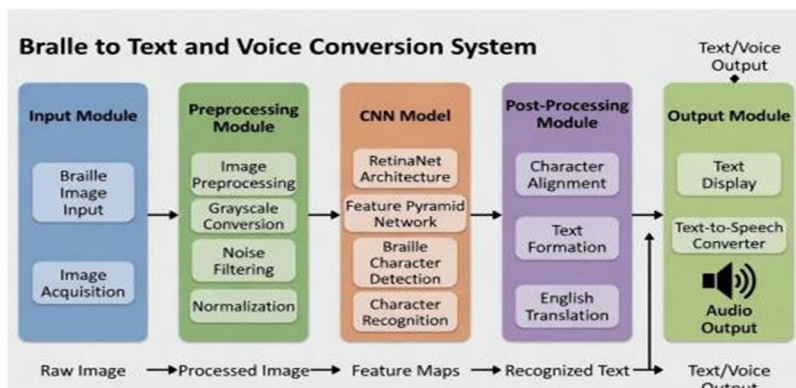 Bralle to Text and Voice Conversion System
Text/Voice
Output
Input Module
Braille
Image
Input
Image
Acquisition
Preprocessing
Module
Image
Preprocessing
Grayscale
Conversion
Noise
Filtering
Normalization
CNN Model
RetinaNet
Architecture
Feature Pyramid
Network
Braille
Character
Detection
Character
Recognition
Post-Processing
Module
Character
Alignment
Text
Formation
English
Translation
Output Module
Text
Display
Text-to-Speech
Converter
Audio
Output
Raw Image
Processed Image
Feature Maps
Recognized Text
Text/Voice
Output